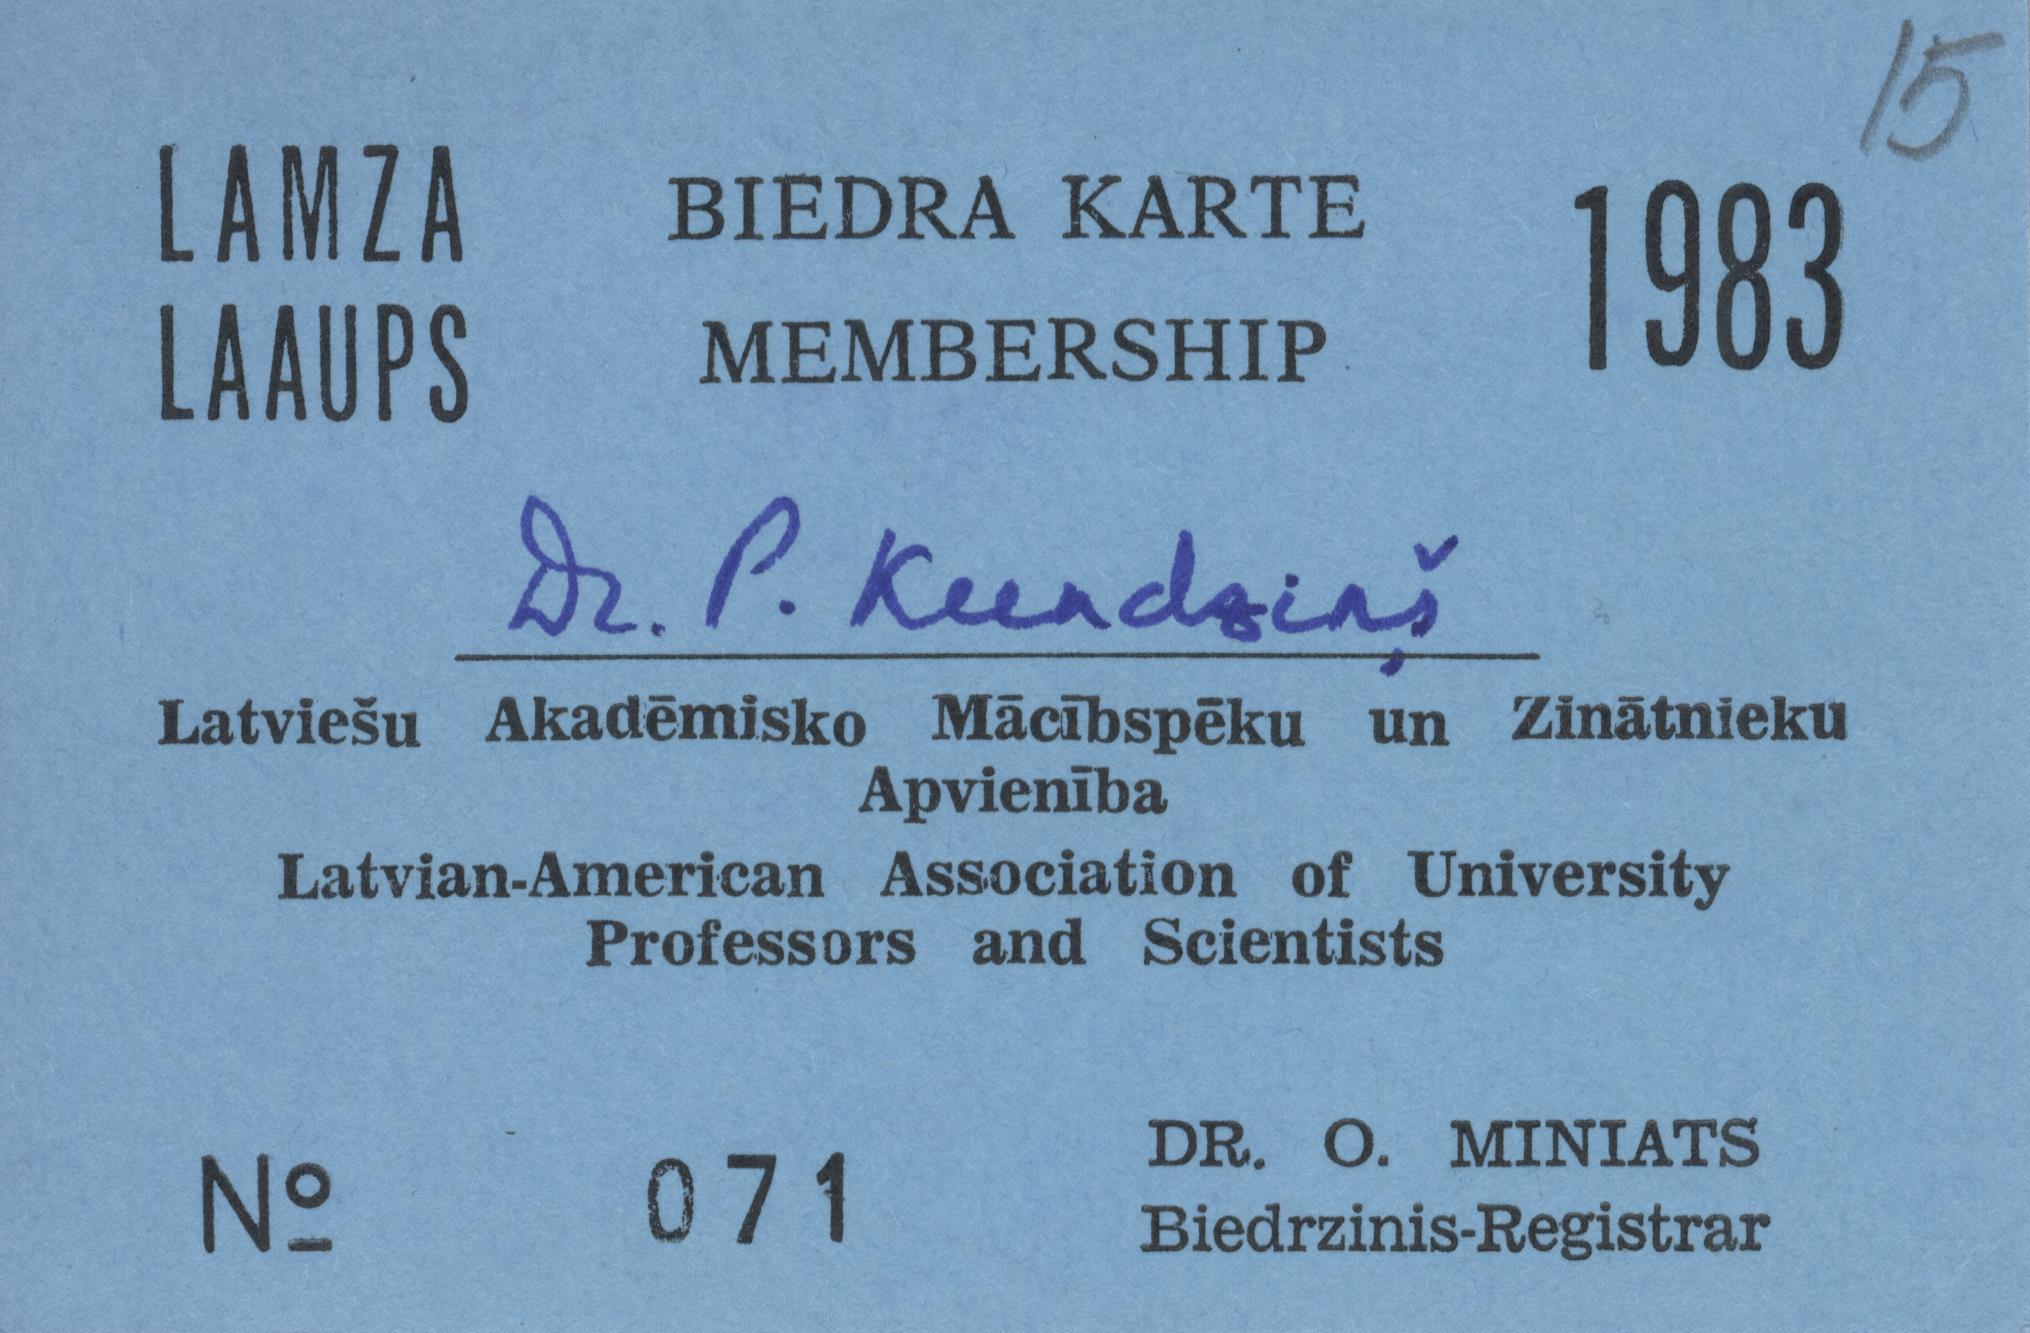 15
LAMZA BIEDRA KARTE 1983
LAAUPS MEMBERSHIP
Dr. P. Kundziņš
Latviešu Akadēmisko Mācībspēku un Zinātnieku
Apvienība
Latvian-American Association of University
Professors and Scientists
DR. O. MINIATS
Nº 071 Biedrzinis-Registrar